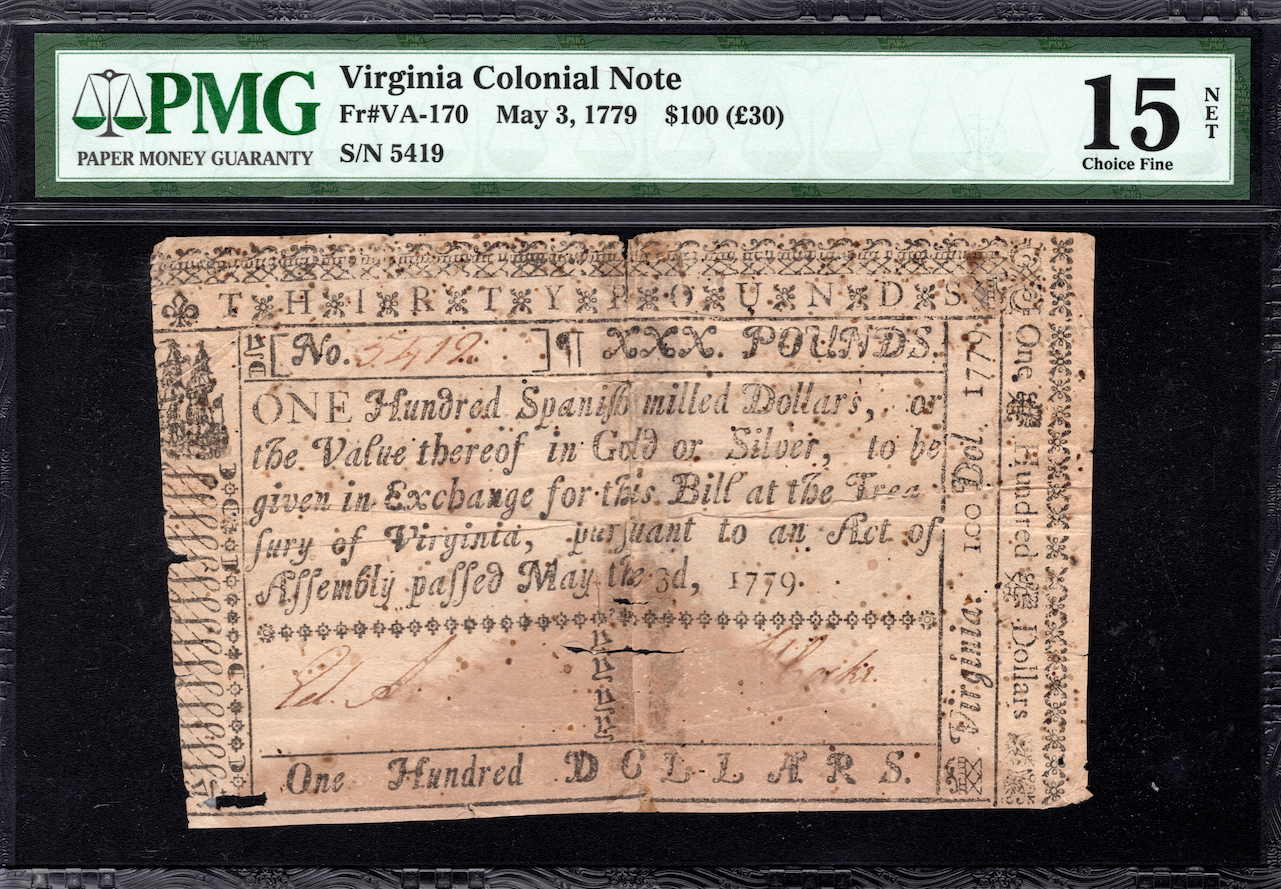 PMG
PAPER MONEY GUARANTY
Virginia Colonial Note
Fr#VA-170 May 3, 1779 $100 (£30)
S/N 5419
15
NET
Choice Fine
THIRTY POUNDS
[No. 5419. ] ¶ XXX. POUNDS.
ONE Hundred Spaniſh milled Dollars, or
the Value thereof in Gold or Silver, to be
given in Exchange for this Bill at the Trea
ſury of Virginia, purſuant to an Act of
Aſſembly paſſed May the 3d, 1779.
One Hundred DOLLARS.
Virginia. 100 Dol. 1779
One Hundred Dollars